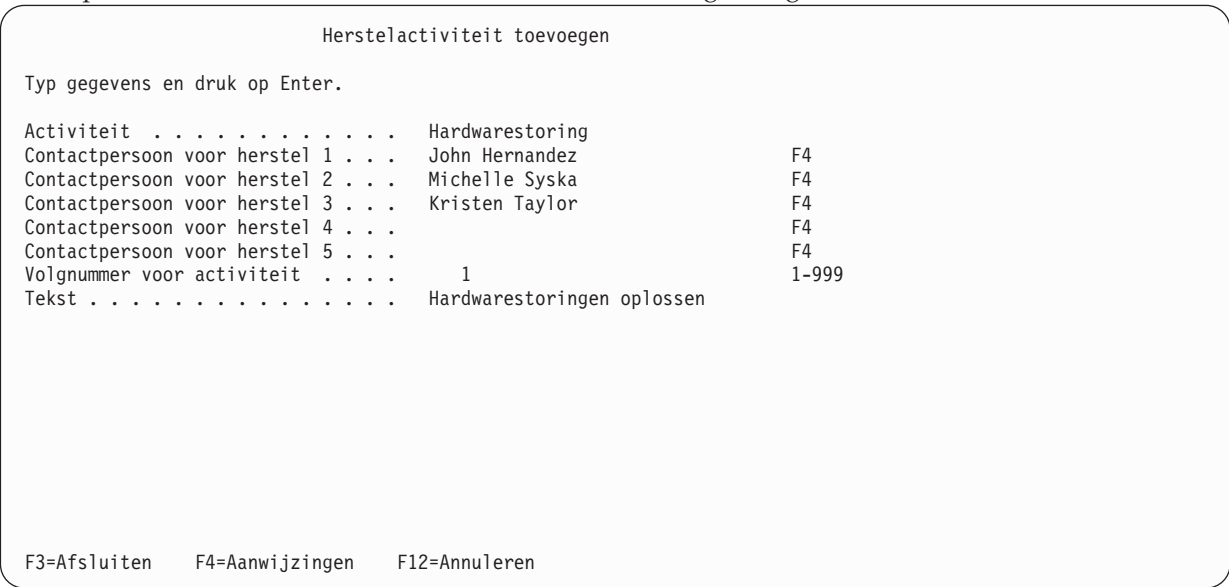 Herstelactiviteit toevoegen
Typ gegevens en druk op Enter.
Activiteit . . . . . . . . . . . . Hardwarestoring
Contactpersoon voor herstel 1 . . . John Hernandez F4
Contactpersoon voor herstel 2 . . . Michelle Syska F4
Contactpersoon voor herstel 3 . . . Kristen Taylor F4
Contactpersoon voor herstel 4 . . . F4
Contactpersoon voor herstel 5 . . . F4
Volgnummer voor activiteit . . . . 1 1-999
Tekst . . . . . . . . . . . . . . . Hardwarestoringen oplossen
F3=Afsluiten F4=Aanwijzingen F12=Annuleren